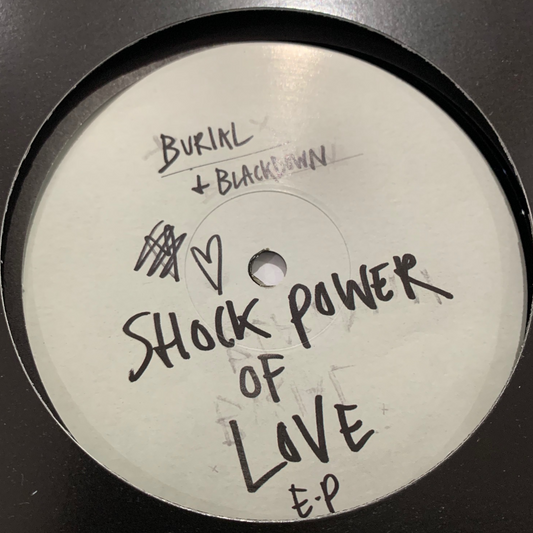 BURIAL
+ BLACKDOWN
SHOCK POWER
OF
LOVE
E-P